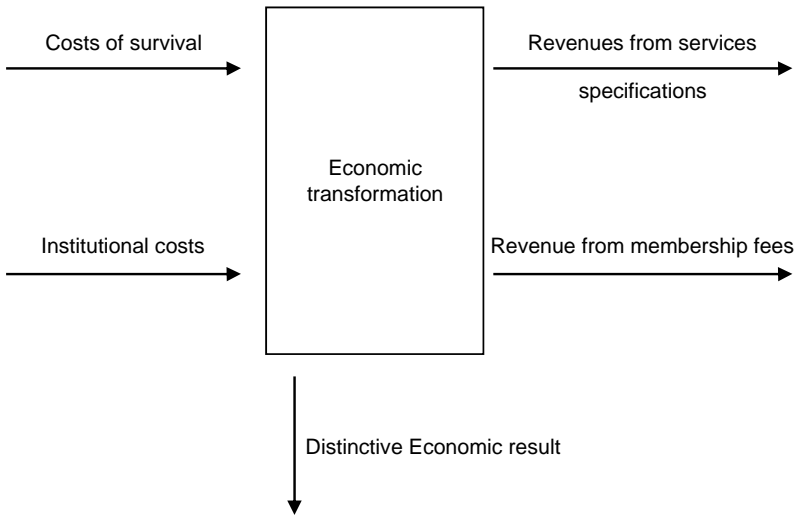 Costs of survival
Revenues from services
specifications
Economic
transformation
Institutional costs
Revenue from membership fees
Distinctive Economic result